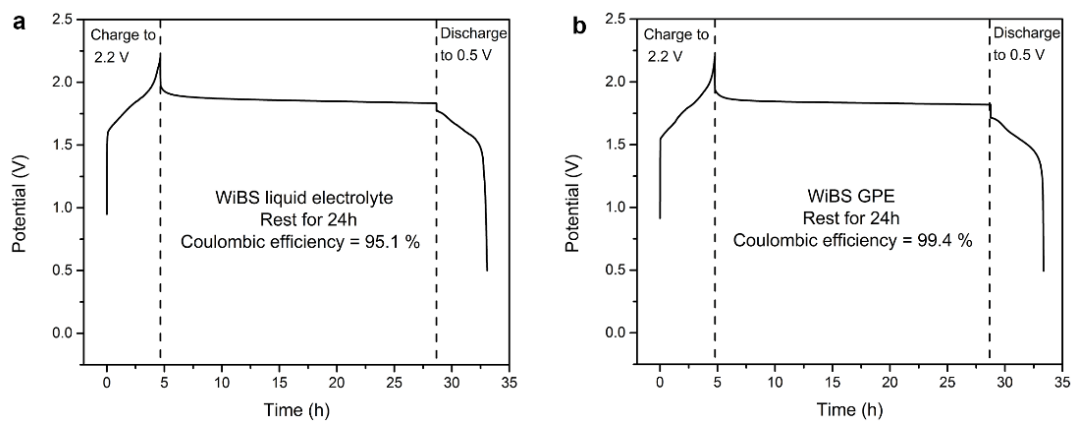 a
Charge to
2.2 V
Discharge
to 0.5 V
WiBS liquid electrolyte
Rest for 24h
Coulombic efficiency = 95.1 %
Potential (V)
2.5
2.0
1.5
1.0
0.5
0.0
0 5 10 15 20 25 30 35
Time (h)
b
Charge to
2.2 V
Discharge
to 0.5 V
WiBS GPE
Rest for 24h
Coulombic efficiency = 99.4 %
Potential (V)
2.5
2.0
1.5
1.0
0.5
0.0
0 5 10 15 20 25 30 35
Time (h)